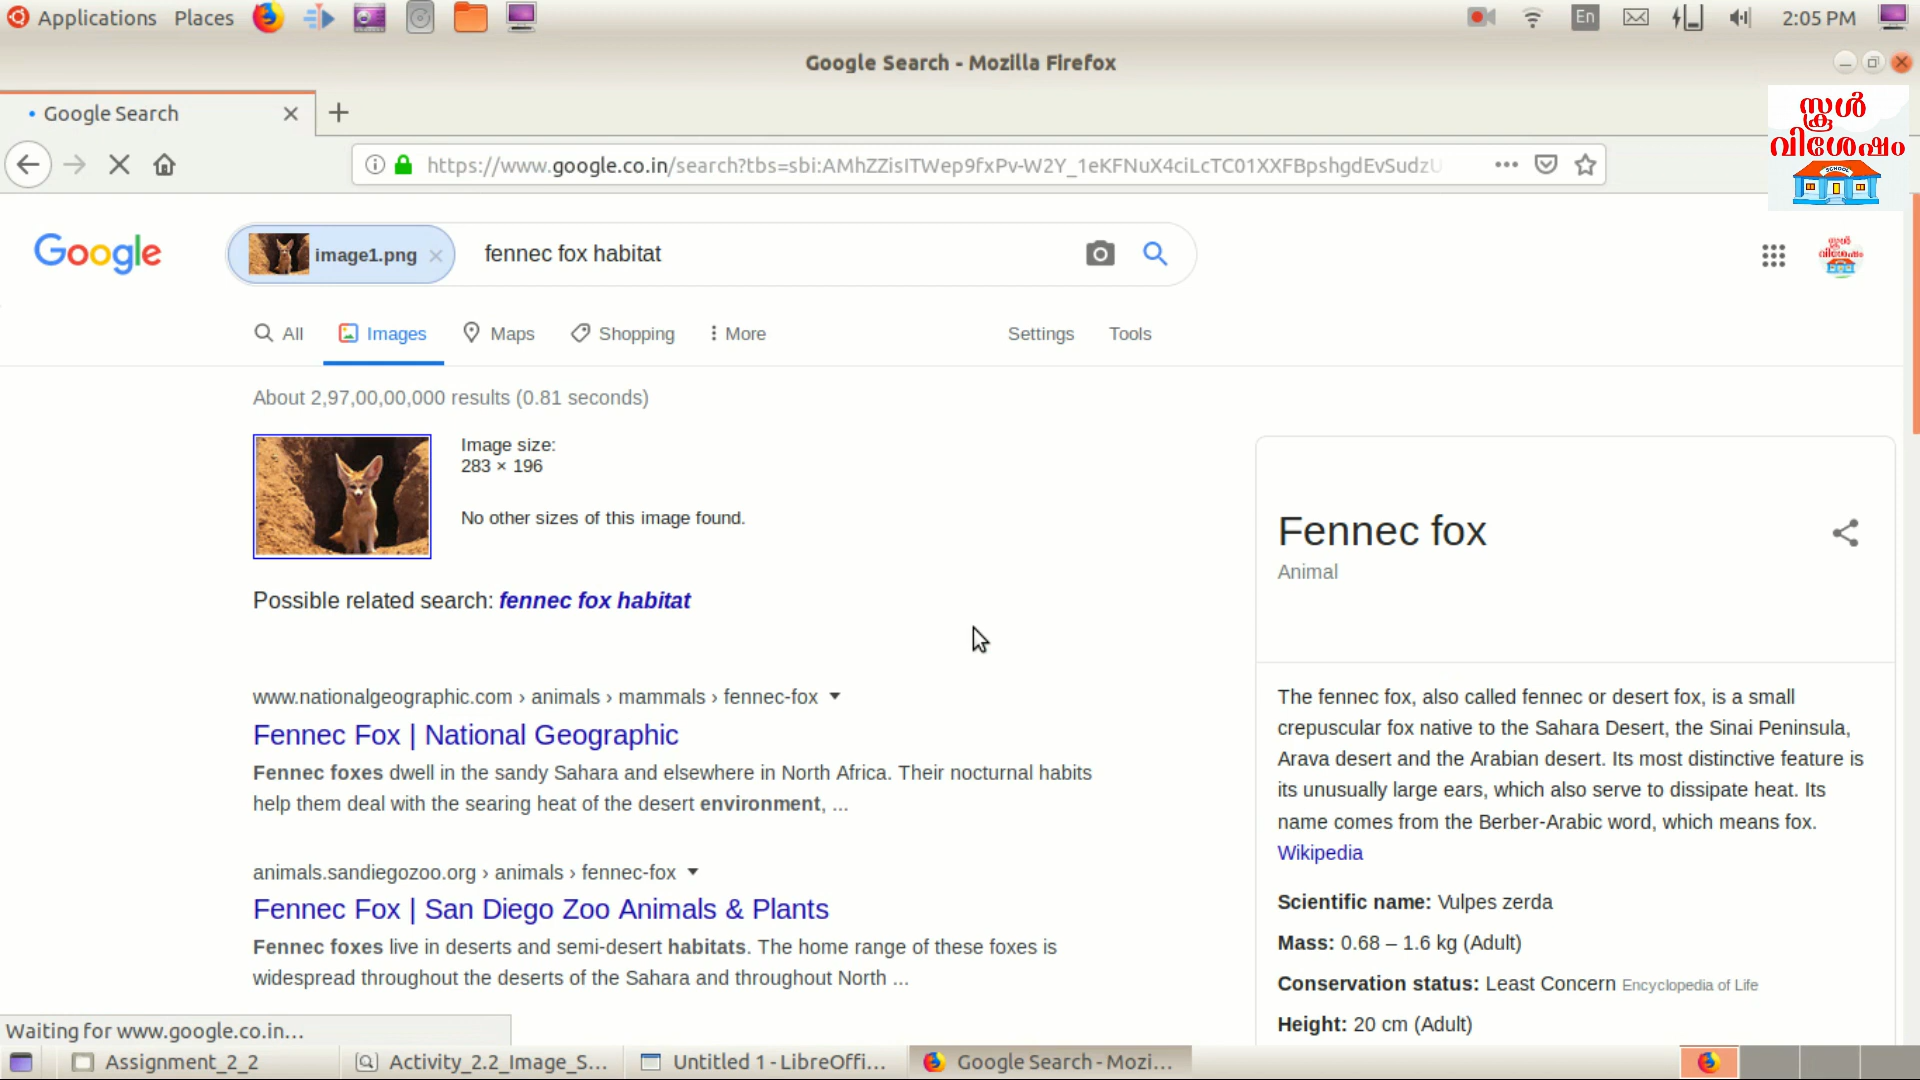 Applications Places
En
2:05 PM
Google Search - Mozilla Firefox
Google Search
സ്കൂൾ
വിശേഷം
SCHOOL
https://www.google.co.in/search?tbs=sbi:AMhZZisITWep9fxPv-W2Y_1eKFNuX4ciLcTC01XXFBpshgdEvSudzU
Google
image1.png
fennec fox habitat
സ്കൂൾ
വിശേഷം
All Images Maps Shopping More Settings Tools
About 2,97,00,00,000 results (0.81 seconds)
Image size:
283 × 196
No other sizes of this image found.
Possible related search: fennec fox habitat
www.nationalgeographic.com › animals › mammals › fennec-fox
Fennec Fox | National Geographic
Fennec foxes dwell in the sandy Sahara and elsewhere in North Africa. Their nocturnal habits
help them deal with the searing heat of the desert environment, ...
animals.sandiegozoo.org › animals › fennec-fox
Fennec Fox | San Diego Zoo Animals & Plants
Fennec foxes live in deserts and semi-desert habitats. The home range of these foxes is
widespread throughout the deserts of the Sahara and throughout North ...
Fennec fox
Animal
The fennec fox, also called fennec or desert fox, is a small
crepuscular fox native to the Sahara Desert, the Sinai Peninsula,
Arava desert and the Arabian desert. Its most distinctive feature is
its unusually large ears, which also serve to dissipate heat. Its
name comes from the Berber-Arabic word, which means fox.
Wikipedia
Scientific name: Vulpes zerda
Mass: 0.68 – 1.6 kg (Adult)
Conservation status: Least Concern Encyclopedia of Life
Height: 20 cm (Adult)
Waiting for www.google.co.in...
Assignment_2_2
Activity_2.2_Image_S...
Untitled 1 - LibreOffi...
Google Search - Mozi...